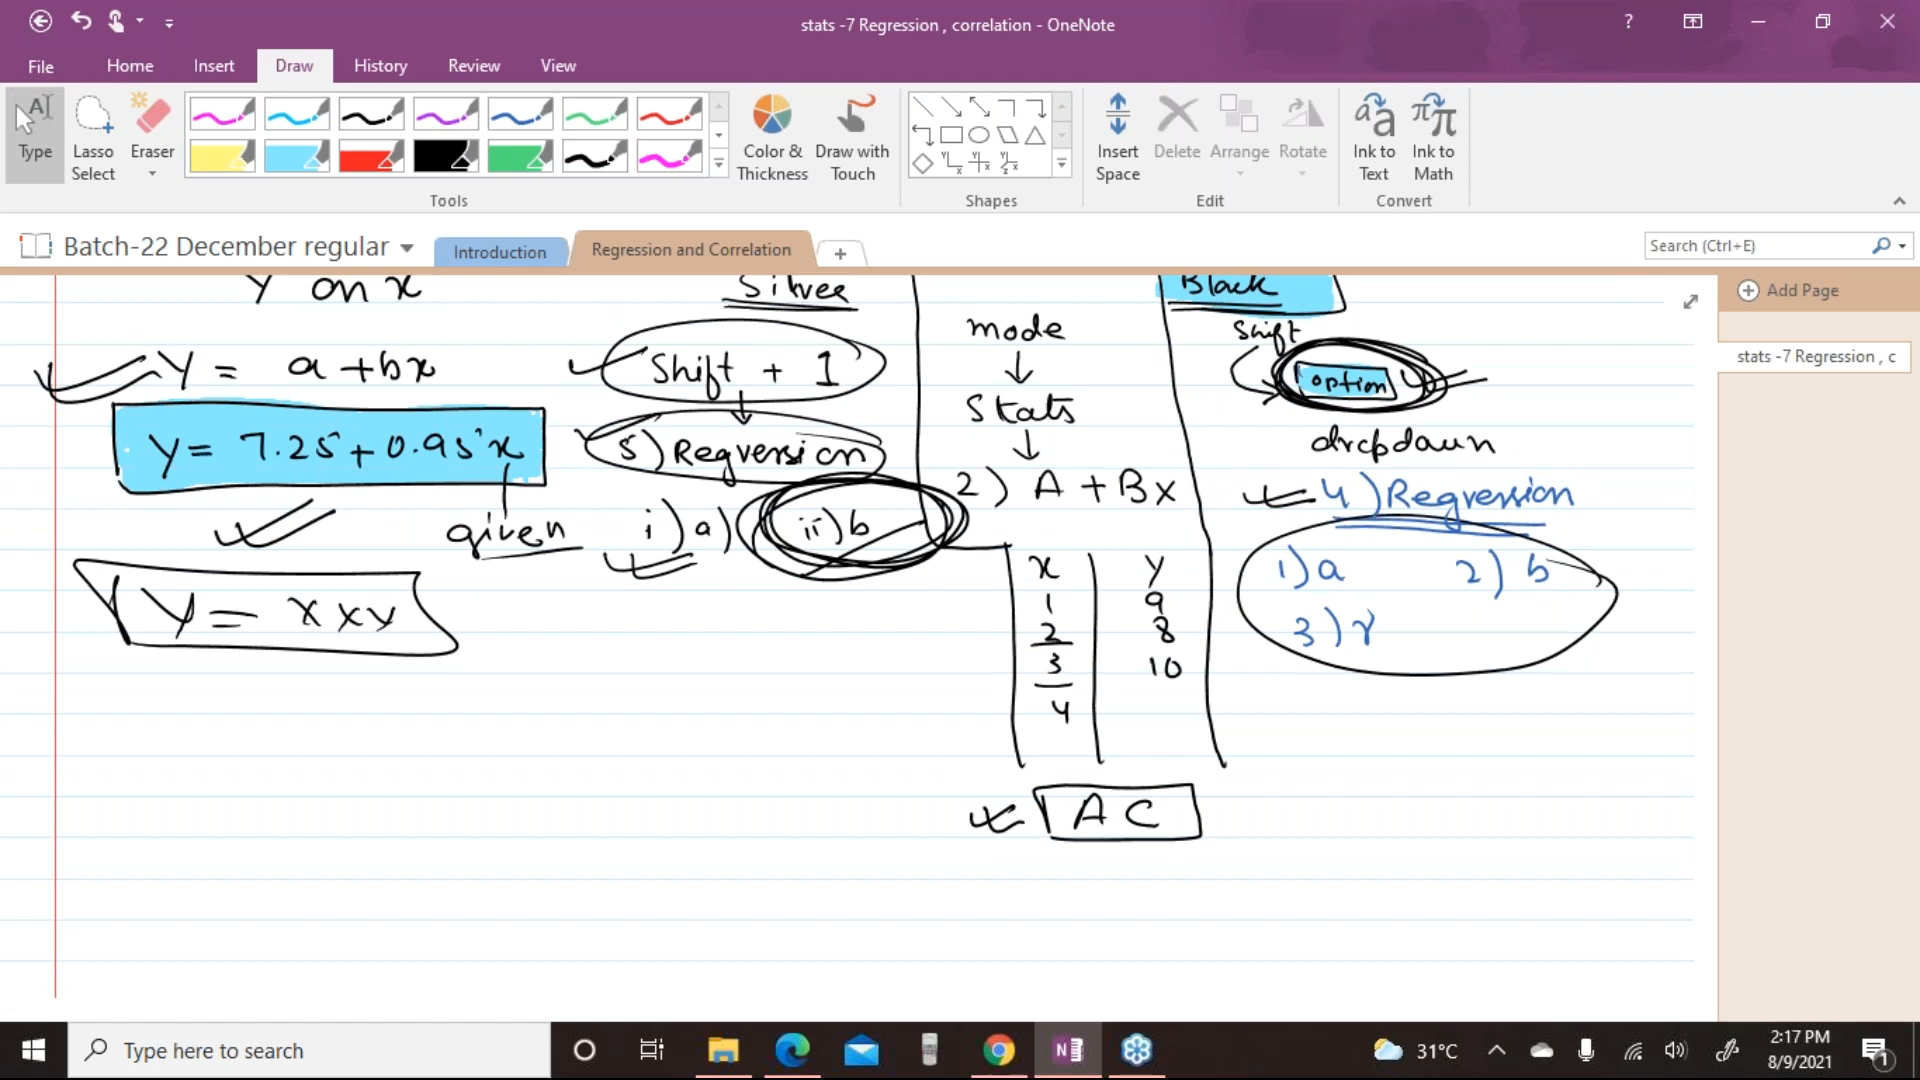 stats -7 Regression , correlation - OneNote
?
File Home Insert Draw History Review View
Type
Lasso Select
Eraser
Color & Thickness
Draw with Touch
Insert Space
Delete
Arrange
Rotate
Ink to Text
Ink to Math
Tools Shapes Edit Convert
Batch-22 December regular
Introduction
Regression and Correlation
Search (Ctrl+E)
Add Page
stats -7 Regression , c
Y on x
Y = a + bx
Y = 7.25 + 0.95 x
given
Y = x x y
Silver
Shift + 1
5) Regression
i) a) ii) b
mode
Stats
2) A + Bx
x y
1 9
2 8
3 10
4
AC
Black
Shift
option
dropdown
4) Regression
1) a 2) b
3) r
Type here to search
31°C
2:17 PM
8/9/2021
1